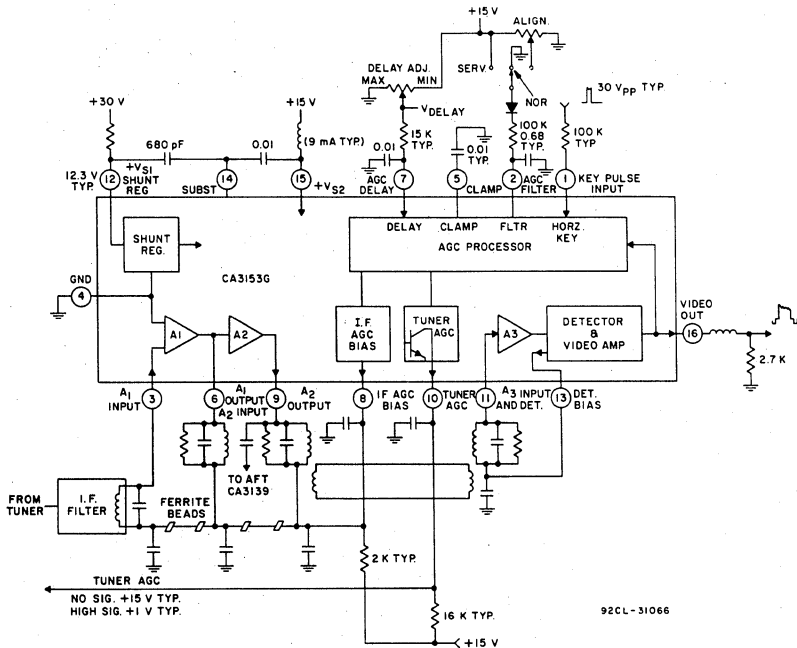 +15 V
ALIGN.
DELAY ADJ.
MAX MIN
SERV.
NOR
30 VPP TYP.
+30 V
+15 V
VDELAY
680 pF
0.01
(9 mA TYP.)
0.01
15 K
TYP.
0.01
TYP.
100 K
0.68
TYP.
100 K
TYP
12.3 V
TYP.
12
+VS1
SHUNT
REG
14
SUBST
15
+VS2
AGC
DELAY
7
5
CLAMP
2
AGC
FILTER
1
KEY PULSE
INPUT
DELAY
CLAMP
FLTR
HORZ.
KEY
AGC PROCESSOR
SHUNT
REG.
CA3153G
GND
4
A1
A2
I.F.
AGC
BIAS
TUNER
AGC
A3
DETECTOR
&
VIDEO AMP
VIDEO
OUT
16
2.7 K
A1
INPUT
3
6
A1
OUTPUT
A2 INPUT
9
A2
OUTPUT
8
IF AGC
BIAS
10
TUNER
AGC
11
A3 INPUT
AND DET.
13
DET.
BIAS
TO AFT
CA3139
FROM
TUNER
I.F.
FILTER
FERRITE
BEADS
2 K TYP.
TUNER AGC
NO SIG. +15 V TYP.
HIGH SIG. +1 V TYP.
16 K TYP.
+15 V
92CL-31066